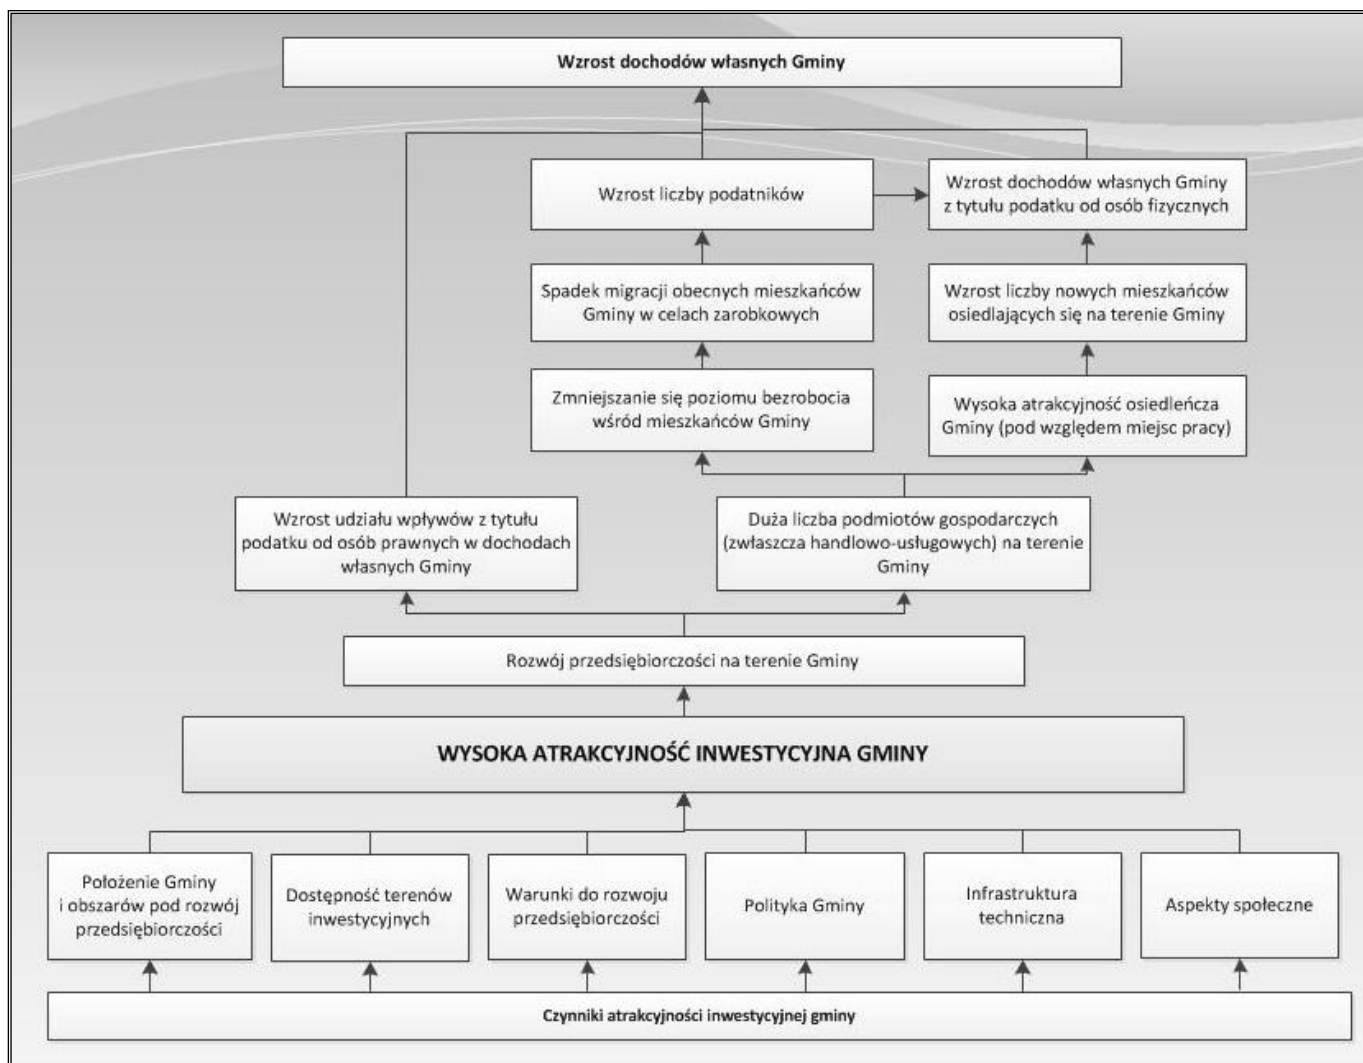 Wzrost dochodów własnych Gminy
Wzrost liczby podatników
Wzrost dochodów własnych Gminy
z tytułu podatku od osób fizycznych
Spadek migracji obecnych mieszkańców
Gminy w celach zarobkowych
Wzrost liczby nowych mieszkańców
osiedlających się na terenie Gminy
Zmniejszanie się poziomu bezrobocia
wśród mieszkańców Gminy
Wysoka atrakcyjność osiedleńcza
Gminy (pod względem miejsc pracy)
Wzrost udziału wpływów z tytułu
podatku od osób prawnych w dochodach
własnych Gminy
Duża liczba podmiotów gospodarczych
(zwłaszcza handlowo-usługowych) na terenie
Gminy
Rozwój przedsiębiorczości na terenie Gminy
WYSOKA ATRAKCYJNOŚĆ INWESTYCYJNA GMINY
Położenie Gminy
i obszarów pod rozwój
przedsiębiorczości
Dostępność terenów
inwestycyjnych
Warunki do rozwoju
przedsiębiorczości
Polityka Gminy
Infrastruktura
techniczna
Aspekty społeczne
Czynniki atrakcyjności inwestycyjnej gminy